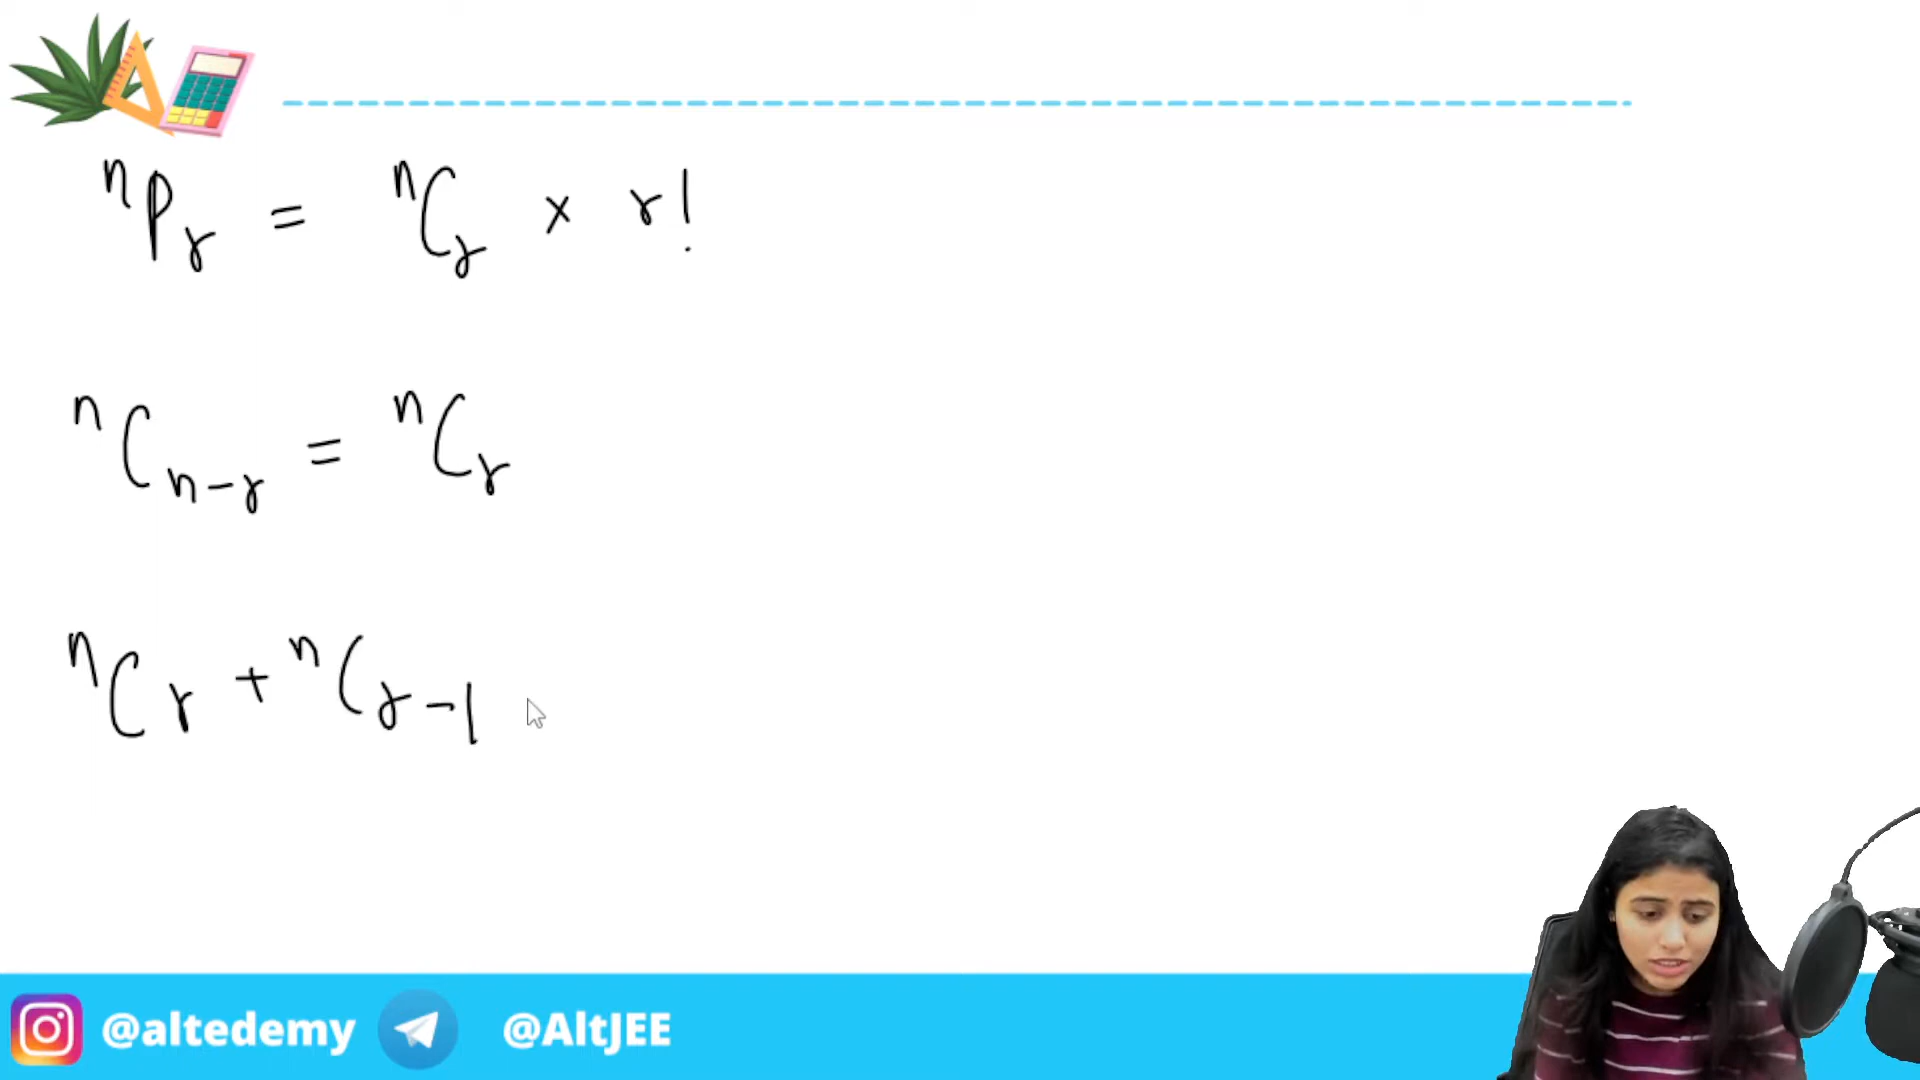 ⁿPᵣ = ⁿCᵣ × r!
ⁿCₙ₋ᵣ = ⁿCᵣ
ⁿCᵣ + ⁿCᵣ₋₁
@altedemy @AltJEE